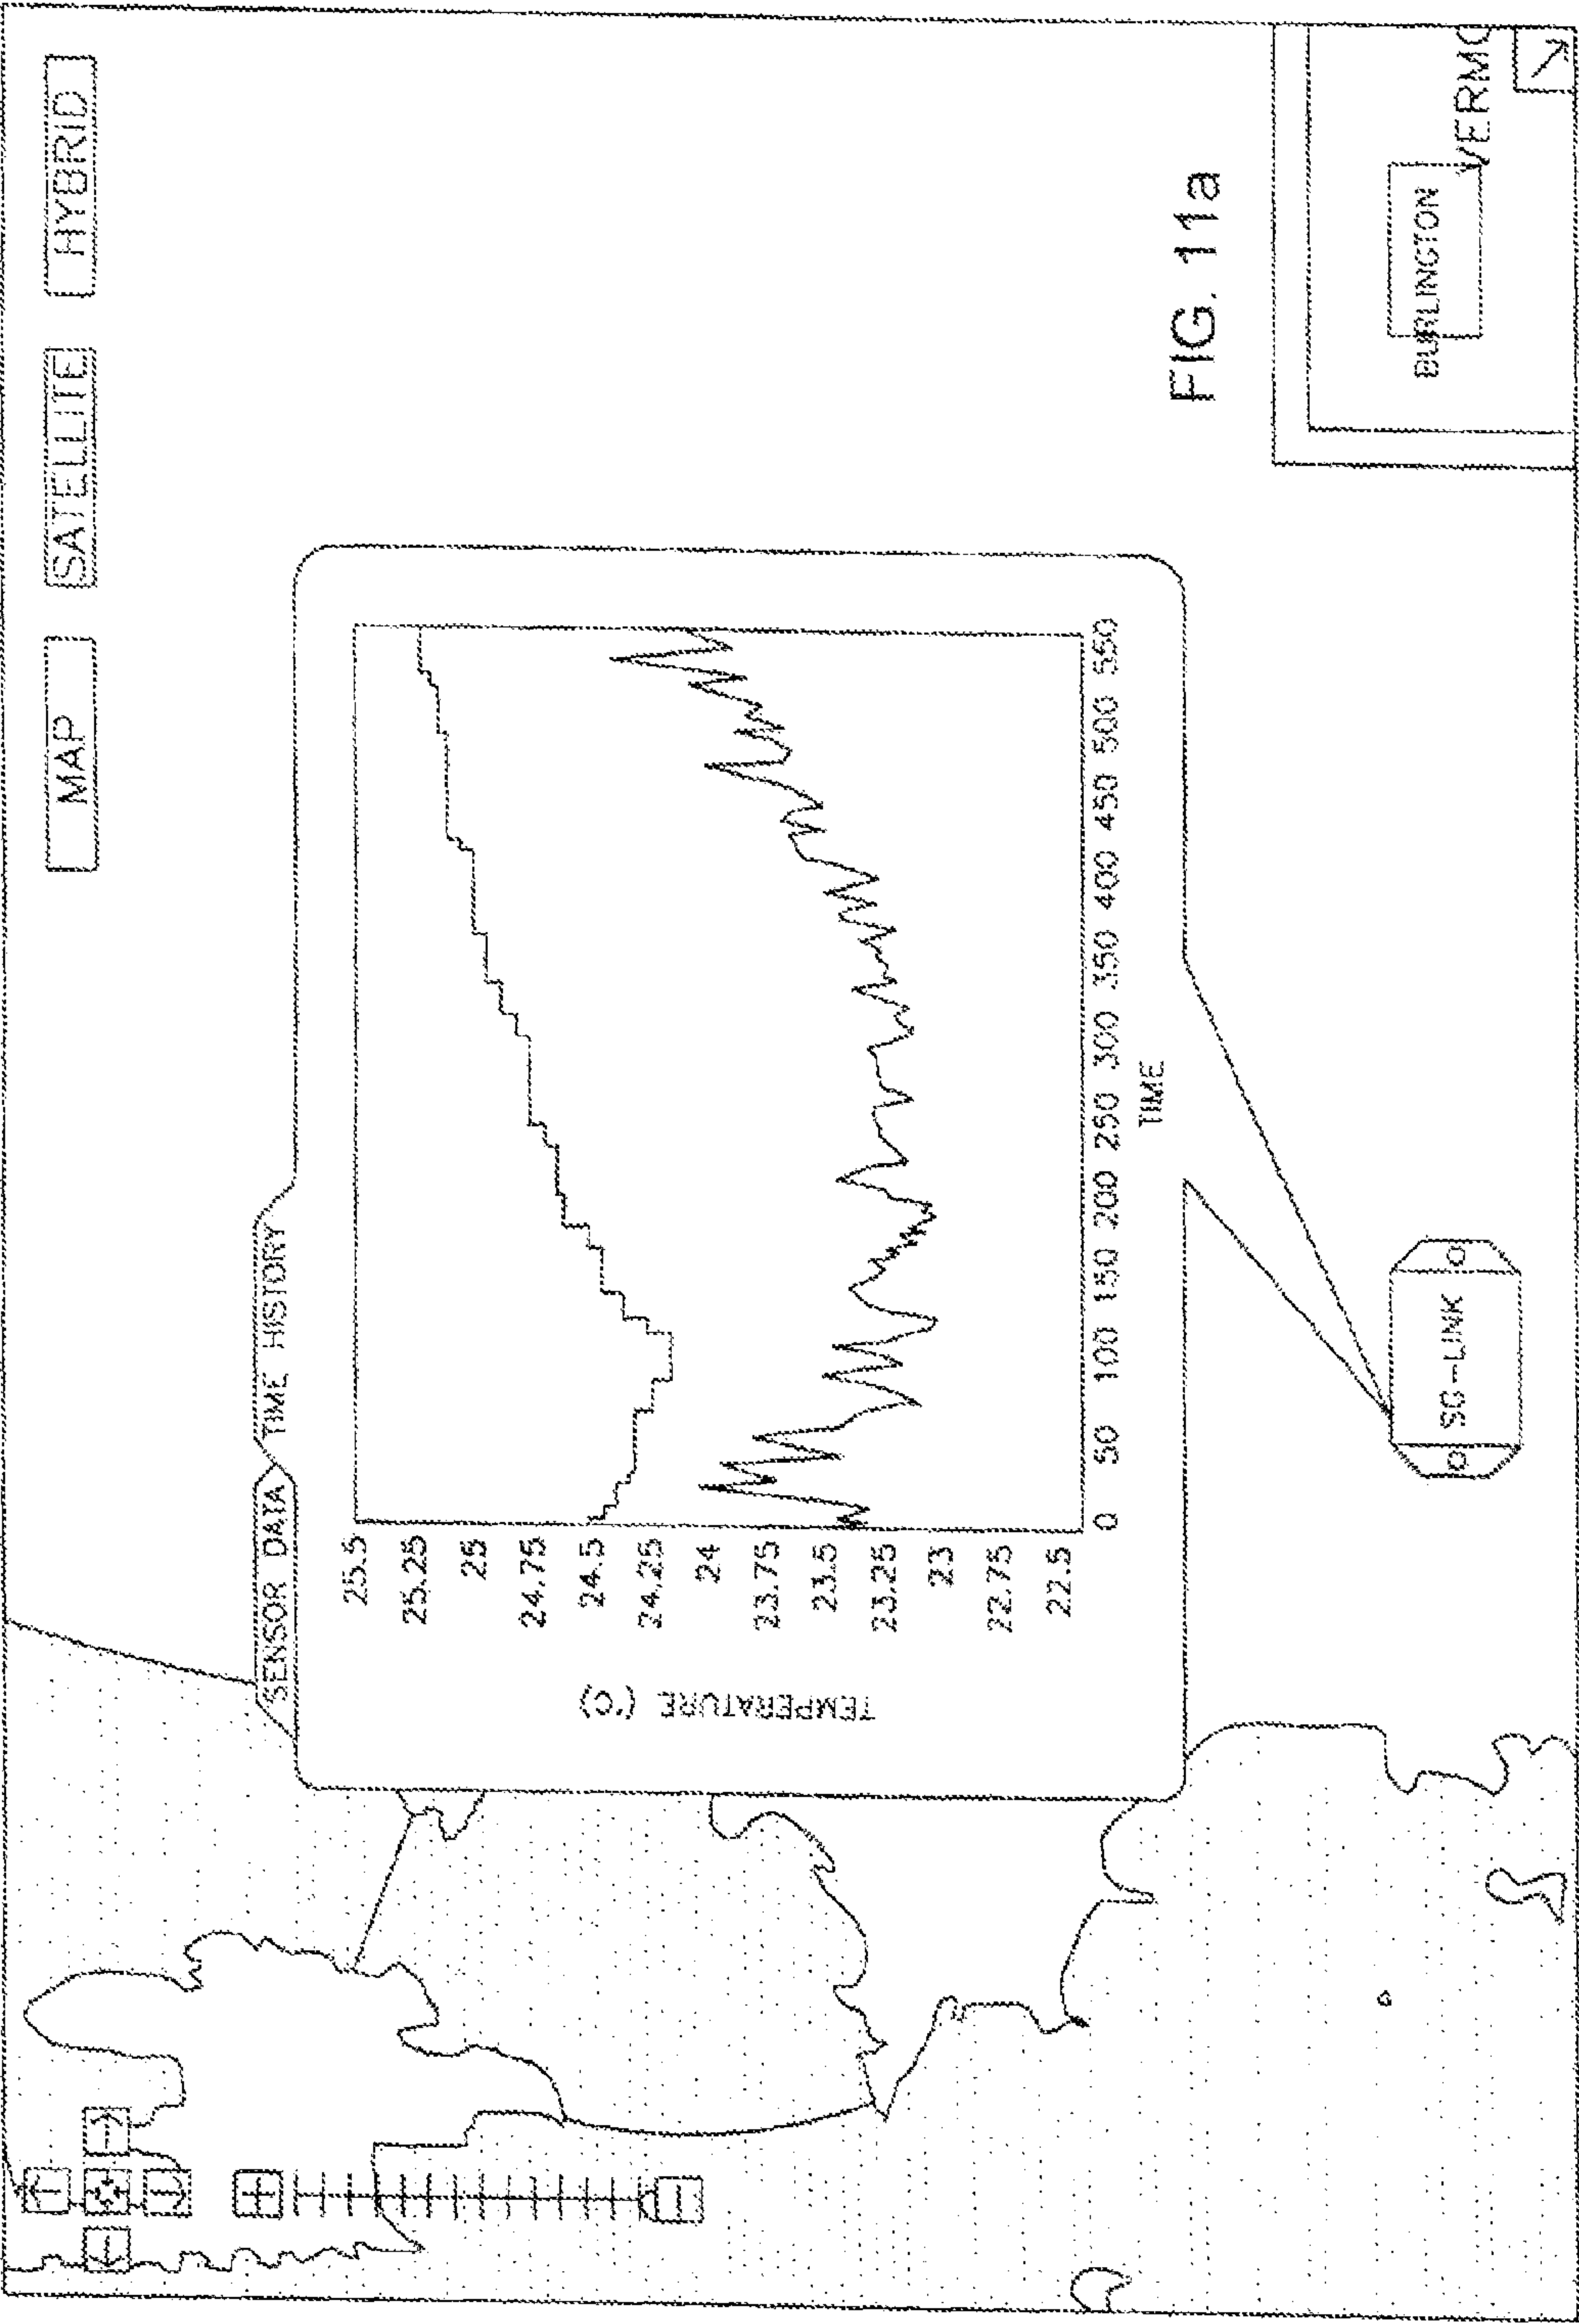 MAP SATELLITE HYBRID
SENSOR DATA TIME HISTORY
TEMPERATURE (°C)
25.5
25.25
25
24.75
24.5
24.25
24
23.75
23.5
23.25
23
22.75
22.5
0 50 100 150 200 250 300 350 400 450 500 550
TIME
SG-LINK
FIG. 11a
BURLINGTON
VERMO